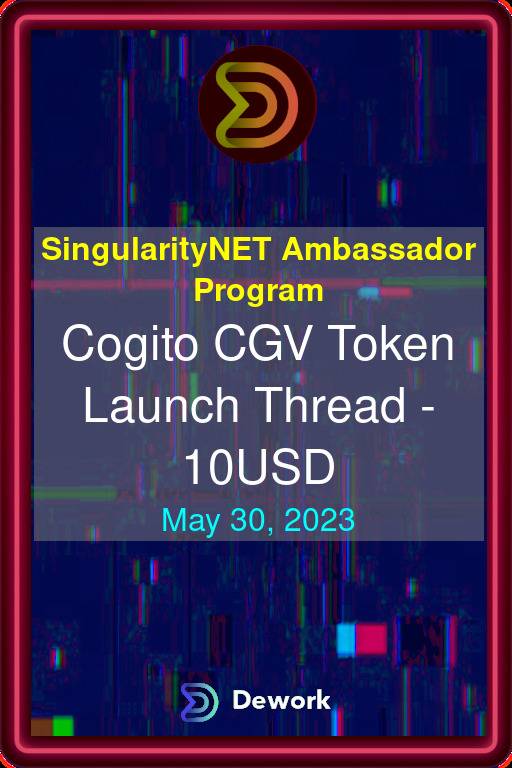 SingularityNET Ambassador
Program
Cogito CGV Token
Launch Thread -
10USD
May 30, 2023
Dework